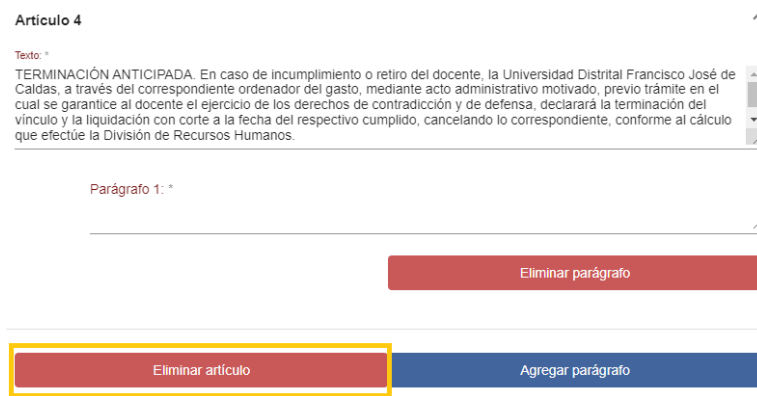 Artículo 4
Texto: *
TERMINACIÓN ANTICIPADA. En caso de incumplimiento o retiro del docente, la Universidad Distrital Francisco José de
Caldas, a través del correspondiente ordenador del gasto, mediante acto administrativo motivado, previo trámite en el
cual se garantice al docente el ejercicio de los derechos de contradicción y de defensa, declarará la terminación del
vínculo y la liquidación con corte a la fecha del respectivo cumplido, cancelando lo correspondiente, conforme al cálculo
que efectúe la División de Recursos Humanos.
Parágrafo 1: *
Eliminar parágrafo
Eliminar artículo
Agregar parágrafo